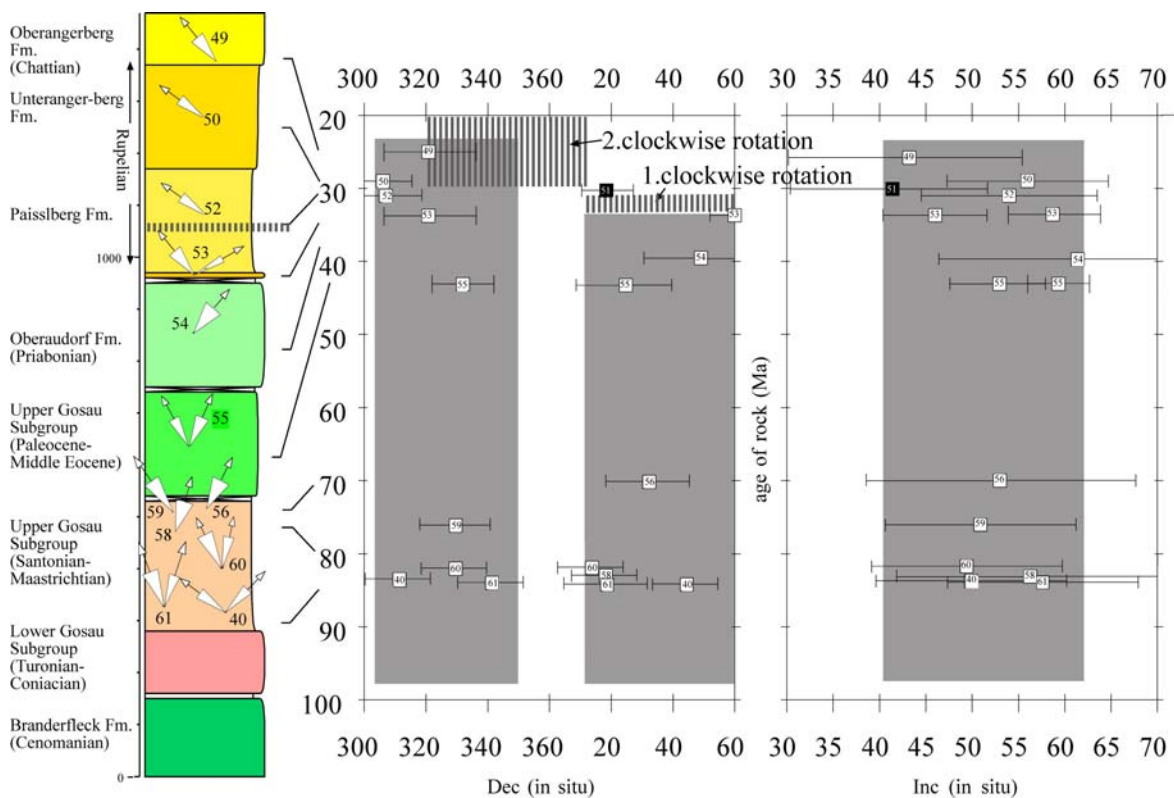 Oberangerberg
Fm.
(Chattian)
Unteranger-berg
Fm.
Rupelian
Paisslberg Fm.
1000
Oberaudorf Fm.
(Priabonian)
Upper Gosau
Subgroup
(Paleocene-
Middle Eocene)
Upper Gosau
Subgroup
(Santonian-
Maastrichtian)
Lower Gosau
Subgroup
(Turonian-
Coniacian)
Branderfleck Fm.
(Cenomanian)
0
49
50
52
53
54
55
59
56
58
60
61
40
300 320 340 360 20 40 60
20
30
40
50
60
70
80
90
100
2.clockwise rotation
1.clockwise rotation
49
50
51
52
53 53
54
55 55
56
59
60 60
58
40 61 61 40
300 320 340 360 20 40 60
Dec (in situ)
age of rock (Ma)
30 35 40 45 50 55 60 65 70
49
50
51
52
53 53
54
55 55
56
59
60
58
40 61
30 35 40 45 50 55 60 65 70
Inc (in situ)